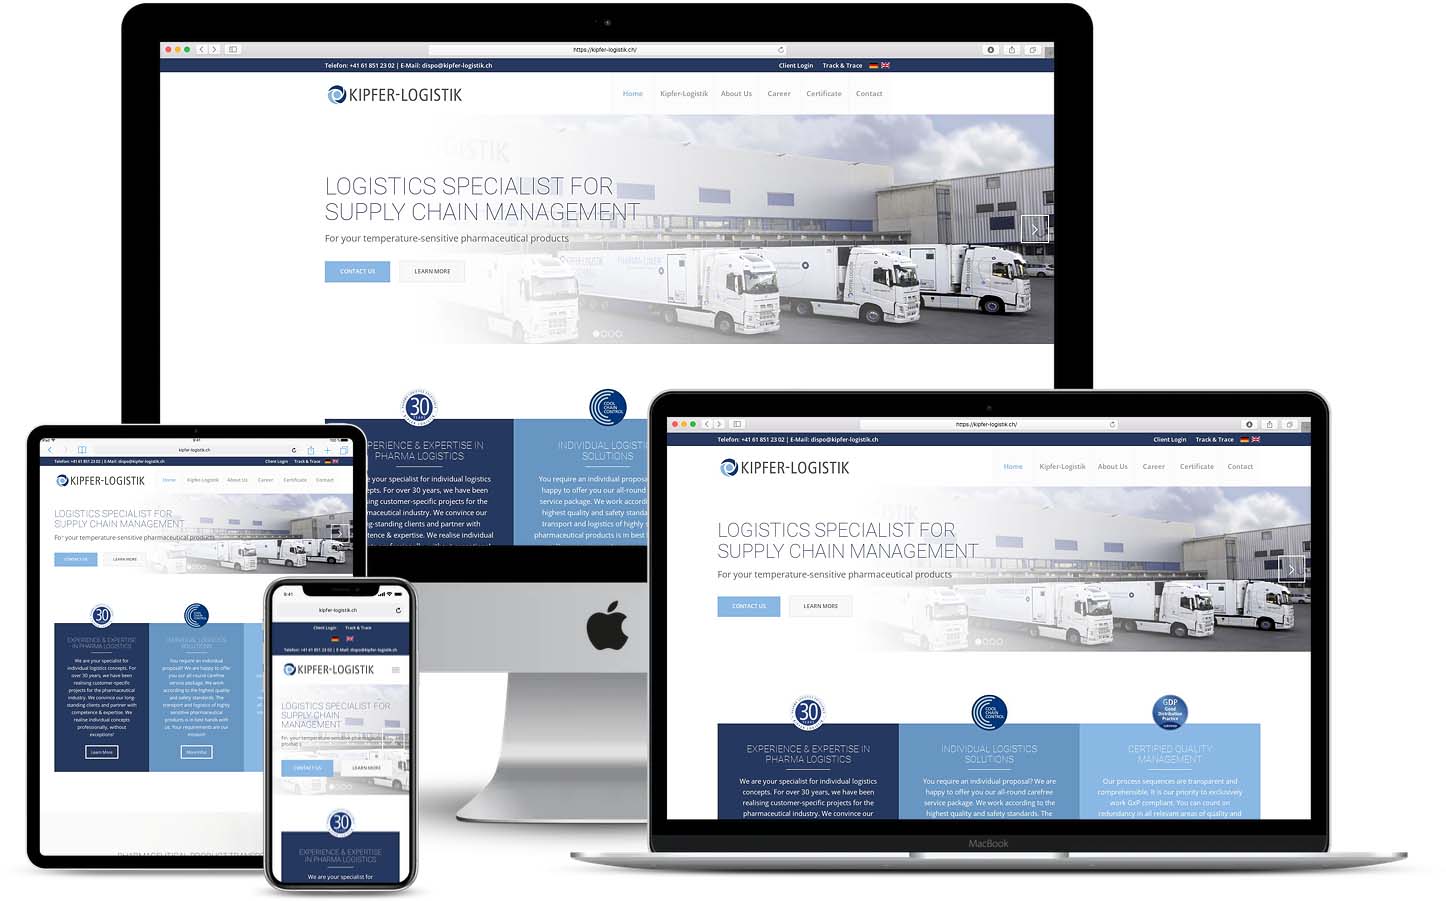 https://kipfer-logistik.ch/
Telefon: +41 61 851 23 02 | E-Mail: dispo@kipfer-logistik.ch
Client Login Track & Trace
KIPFER-LOGISTIK
Home Kipfer-Logistik About Us Career Certificate Contact
LOGISTICS SPECIALIST FOR
SUPPLY CHAIN MANAGEMENT
For your temperature-sensitive pharmaceutical products
CONTACT US LEARN MORE
30
YEARS
COOL
CHAIN
CONTROL
PERIENCE & EXPERTISE IN
PHARMA LOGISTICS
e your specialist for individual logistics
epts. For over 30 years, we have been
sing customer-specific projects for the
maceutical industry. We convince our
ng-standing clients and partner with
etence & expertise. We realise individual
INDIVIDUAL LOGISTI
SOLUTIONS
You require an individual proposa
happy to offer you our all-round
service package. We work accordi
highest quality and safety standa
transport and logistics of highly s
pharmaceutical products is in best
iPad
9:41
100 %
kipfer-logistik.ch
Telefon: +41 61 851 23 02 | E-Mail: dispo@kipfer-logistik.ch
Client Login Track & Trace
KIPFER-LOGISTIK
Home Kipfer-Logistik About Us Career Certificate Contact
LOGISTICS SPECIALIST FOR
SUPPLY CHAIN MANAGEMENT
For your temperature-sensitive pharmaceutical products
CONTACT US LEARN MORE
30
COOL
CHAIN
CONTROL
EXPERIENCE & EXPERTISE
IN PHARMA LOGISTICS
We are your specialist for
individual logistics concepts. For
over 30 years, we have been
realising customer-specific
projects for the pharmaceutical
industry. We convince our long-
standing clients and partner with
competence & expertise. We
realise individual concepts
professionally, without
exceptions!
Learn More
INDIVIDUAL LOGISTICS
SOLUTIONS
You require an individual
proposal? We are happy to offer
you our all-round carefree
service package. We work
according to the highest quality
and safety standards. The
transport and logistics of highly
sensitive pharmaceutical
products is in best hands with
us. Your requirements are our
mission!
More Infos
PHARMACEUTICAL PRODUCT TRANSPO
9:41
kipfer-logistik.ch
Client Login Track & Trace
Telefon: +41 61 851 23 02 | E-Mail: dispo@kipfer-logistik.ch
KIPFER-LOGISTIK
LOGISTICS SPECIALIST FOR
SUPPLY CHAIN
MANAGEMENT
For your temperature-sensitive pharmaceutical
products
CONTACT US LEARN MORE
30
EXPERIENCE & EXPERTISE
IN PHARMA LOGISTICS
We are your specialist for
https://kipfer-logistik.ch/
Telefon: +41 61 851 23 02 | E-Mail: dispo@kipfer-logistik.ch
Client Login Track & Trace
KIPFER-LOGISTIK
Home Kipfer-Logistik About Us Career Certificate Contact
LOGISTICS SPECIALIST FOR
SUPPLY CHAIN MANAGEMENT
For your temperature-sensitive pharmaceutical products
CONTACT US LEARN MORE
30
YEARS
COOL
CHAIN
CONTROL
GDP
Good
Distribution
Practice
EXPERIENCE & EXPERTISE IN
PHARMA LOGISTICS
We are your specialist for individual logistics
concepts. For over 30 years, we have been
realising customer-specific projects for the
pharmaceutical industry. We convince our
INDIVIDUAL LOGISTICS
SOLUTIONS
You require an individual proposal? We are
happy to offer you our all-round carefree
service package. We work according to the
highest quality and safety standards. The
CERTIFIED QUALITY
MANAGEMENT
Our process sequences are transparent and
comprehensible. It is our priority to exclusively
work GxP compliant. You can count on
redundancy in all relevant areas of quality and
MacBook